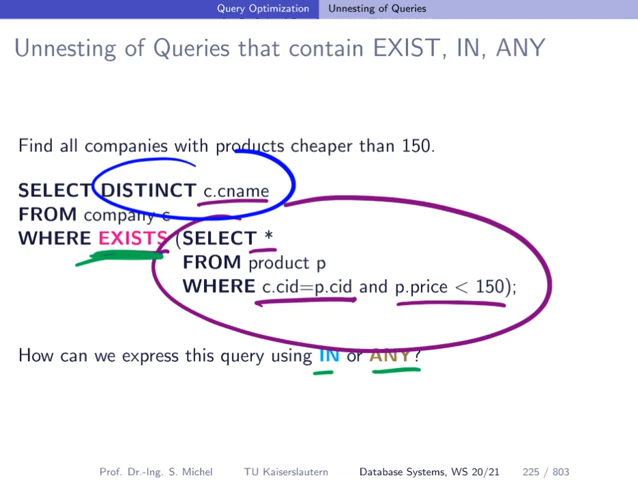 Query Optimization Unnesting of Queries
Unnesting of Queries that contain EXIST, IN, ANY
Find all companies with products cheaper than 150.
SELECT DISTINCT c.cname
FROM company c
WHERE EXISTS (SELECT *
FROM product p
WHERE c.cid=p.cid and p.price < 150);
How can we express this query using IN or ANY?
Prof. Dr.-Ing. S. Michel TU Kaiserslautern Database Systems, WS 20/21 225 / 803